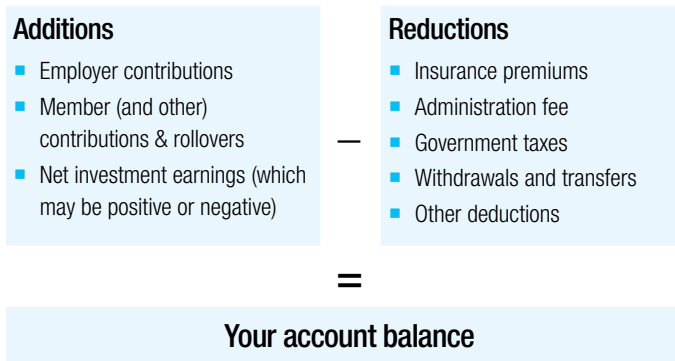 Additions
▪ Employer contributions
▪ Member (and other)
contributions & rollovers
▪ Net investment earnings (which
may be positive or negative)
–
Reductions
▪ Insurance premiums
▪ Administration fee
▪ Government taxes
▪ Withdrawals and transfers
▪ Other deductions
=
Your account balance